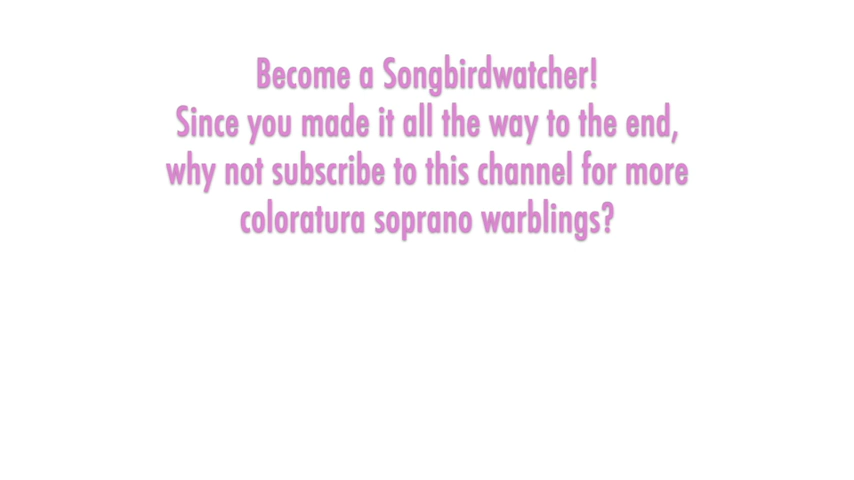 Become a Songbirdwatcher!
Since you made it all the way to the end,
why not subscribe to this channel for more
coloratura soprano warblings?